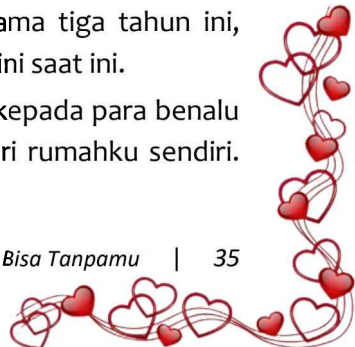 ama tiga tahun ini,
ini saat ini.
kepada para benalu
ri rumahku sendiri.
Bisa Tanpamu | 35